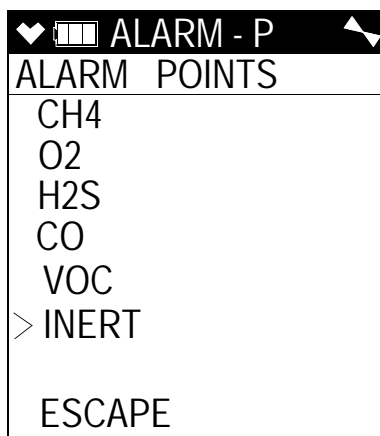 ALARM - P
ALARM POINTS
CH4
O2
H2S
CO
VOC
> INERT
ESCAPE